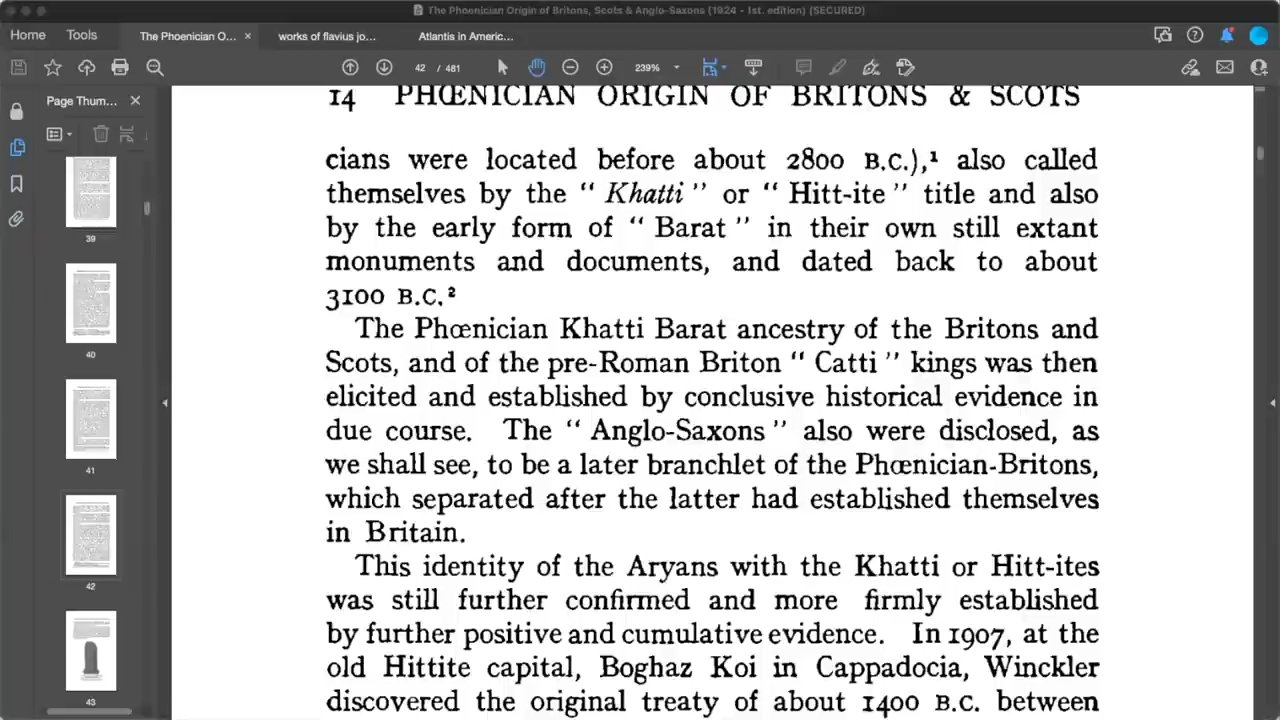 The Phoenician Origin of Britons, Scots & Anglo-Saxons (1924 - 1st. edition) (SECURED)
Home Tools The Phoenician O... × works of flavius jo... Atlantis in Americ...
42 / 481 239%
Page Thum... ×
39
40
41
42
43
14 PHŒNICIAN ORIGIN OF BRITONS & SCOTS
cians were located before about 2800 B.C.),¹ also called
themselves by the “ Khatti ” or “ Hitt-ite ” title and also
by the early form of “ Barat ” in their own still extant
monuments and documents, and dated back to about
3100 B.C.²
The Phœnician Khatti Barat ancestry of the Britons and
Scots, and of the pre-Roman Briton “ Catti ” kings was then
elicited and established by conclusive historical evidence in
due course. The “ Anglo-Saxons ” also were disclosed, as
we shall see, to be a later branchlet of the Phœnician-Britons,
which separated after the latter had established themselves
in Britain.
This identity of the Aryans with the Khatti or Hitt-ites
was still further confirmed and more firmly established
by further positive and cumulative evidence. In 1907, at the
old Hittite capital, Boghaz Koi in Cappadocia, Winckler
discovered the original treaty of about 1400 B.C. between